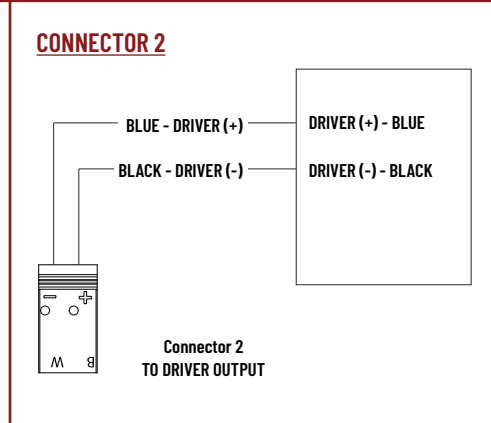 CONNECTOR 2
BLUE - DRIVER (+)
DRIVER (+) - BLUE
BLACK - DRIVER (-)
DRIVER (-) - BLACK
− +
W B
Connector 2
TO DRIVER OUTPUT